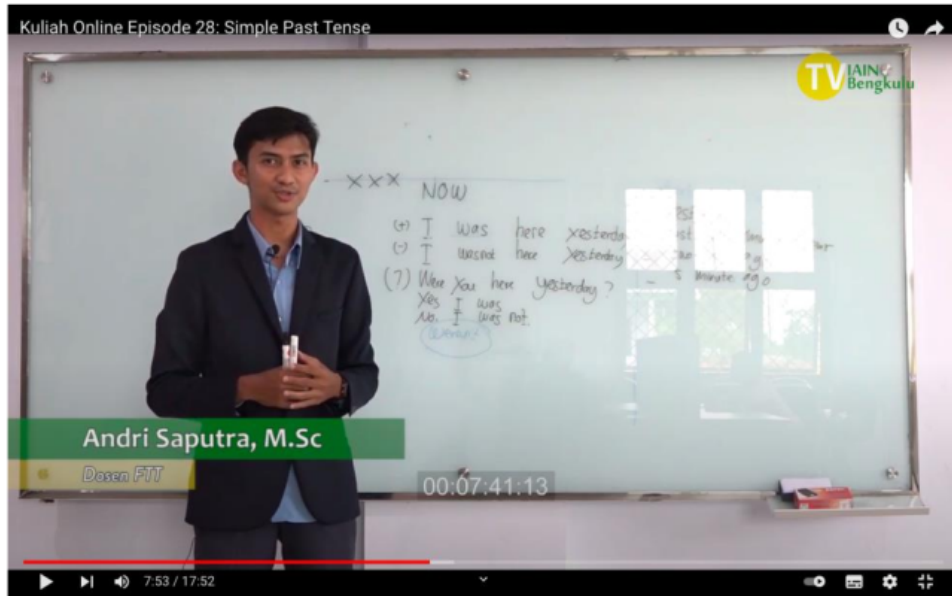 Kuliah Online Episode 28: Simple Past Tense
TV IAIN
Bengkulu
xxx
NOW
(+) I was here
(-) I wasnot here yesterday
(?) Were you here yesterday? - 5 minute ago
Yes I was
No. I was not.
Andri Saputra, M.Sc
Dosen FTT
00:07:41:13
7:53 / 17:52